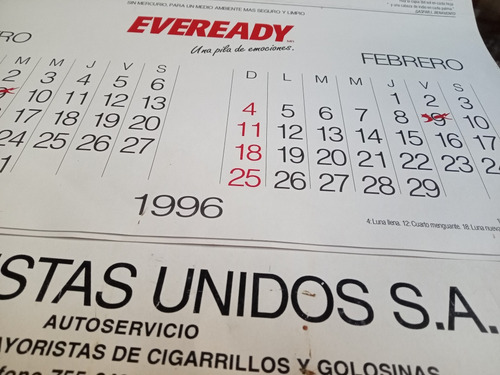 SIN MERCURIO, PARA UN MEDIO AMBIENTE MAS SEGURO Y LIMPIO
EVEREADY
Una pila de emociones.
RO
M M J V S
2 3 4 5 6
9 10 11 12 13
17 18 19 20
24 25 26 27
1
FEBRERO
D L M M J V S
1 2 3
4 5 6 7 8 9 10
11 12 13 14 15 16 17
18 19 20 21 22 23 24
25 26 27 28 29
1996
4: Luna llena. 12: Cuarto menguante. 18: Luna nueva
ISTAS UNIDOS S.A.
AUTOSERVICIO
AYORISTAS DE CIGARRILLOS Y GOLOSINAS